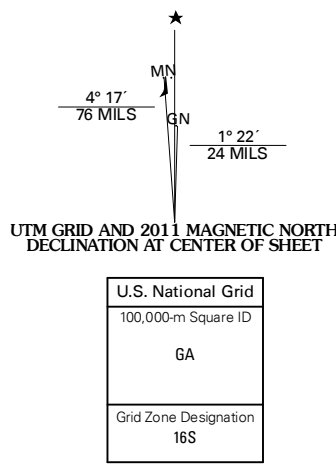 ★
MN
4° 17´
76 MILS
GN
1° 22´
24 MILS
UTM GRID AND 2011 MAGNETIC NORTH
DECLINATION AT CENTER OF SHEET
U.S. National Grid
100,000-m Square ID
GA
Grid Zone Designation
16S